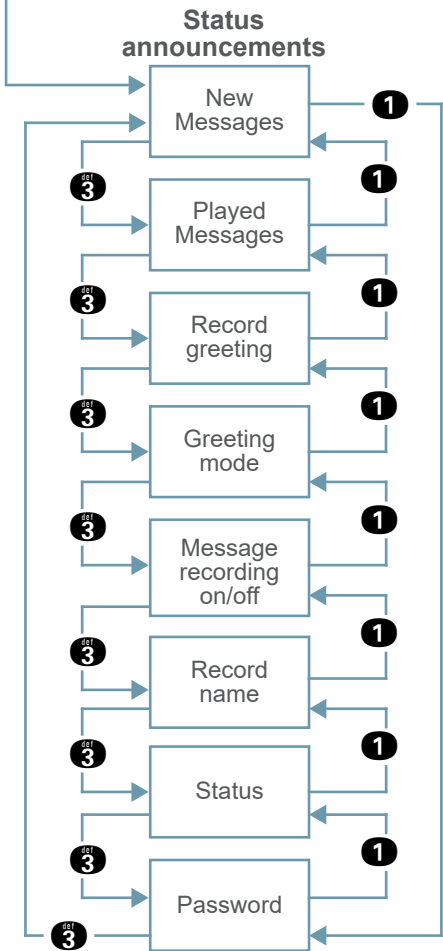 Status
announcements
New
Messages
1
def
3
1
Played
Messages
def
3
1
Record
greeting
def
3
1
Greeting
mode
def
3
1
Message
recording
on/off
def
3
1
Record
name
def
3
1
Status
def
3
1
Password
def
3